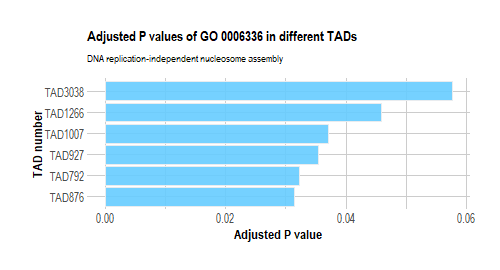 Adjusted P values of GO 0006336 in different TADs
DNA replication-independent nucleosome assembly
TAD number
TAD3038
TAD1266
TAD1007
TAD927
TAD792
TAD876
0.00 0.02 0.04 0.06
Adjusted P value